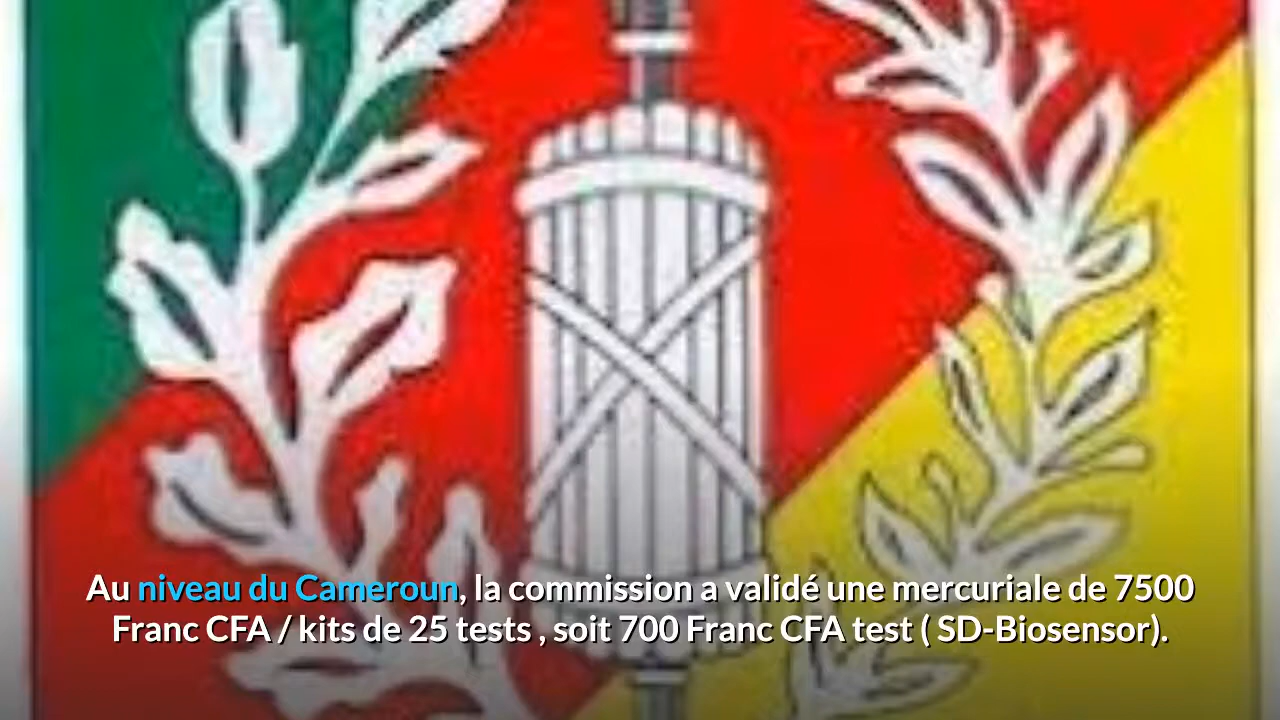 Au niveau du Cameroun, la commission a validé une mercuriale de 7500
Franc CFA / kits de 25 tests , soit 700 Franc CFA test ( SD-Biosensor).